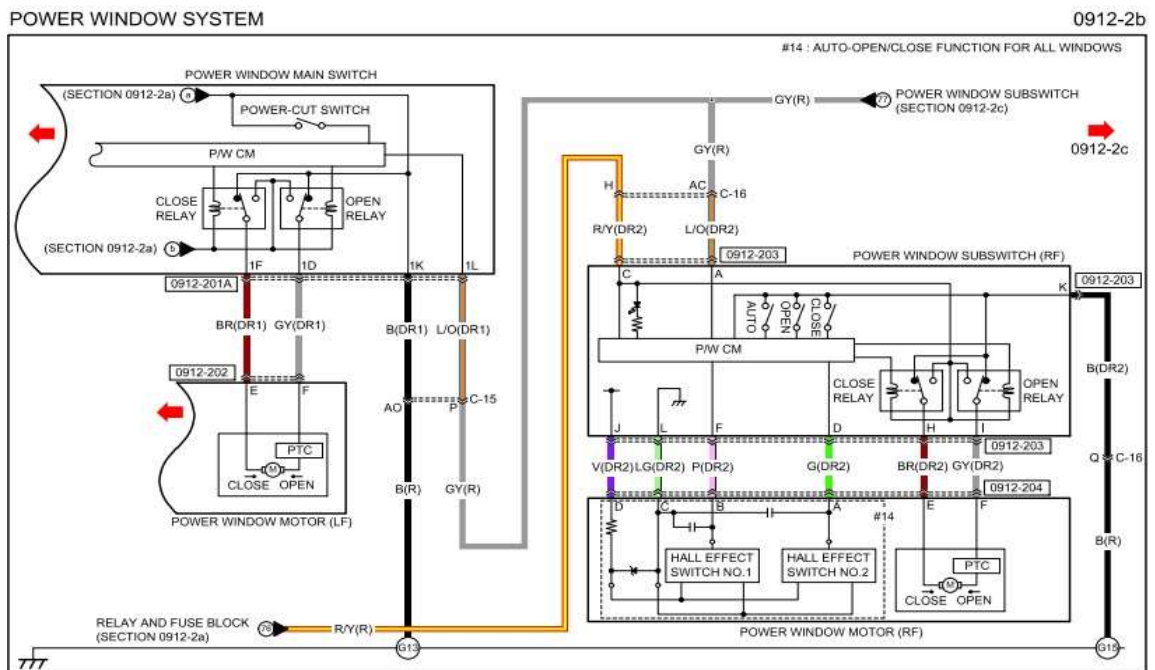 POWER WINDOW SYSTEM
0912-2b
#14 : AUTO-OPEN/CLOSE FUNCTION FOR ALL WINDOWS
POWER WINDOW MAIN SWITCH
(SECTION 0912-2a) a
POWER-CUT SWITCH
P/W CM
CLOSE
RELAY
OPEN
RELAY
(SECTION 0912-2a) b
1F
1D
1K
1L
0912-201A
BR(DR1)
GY(DR1)
B(DR1)
L/O(DR1)
0912-202
E
F
AO
P
C-15
PTC
M
CLOSE
OPEN
POWER WINDOW MOTOR (LF)
B(R)
GY(R)
RELAY AND FUSE BLOCK
(SECTION 0912-2a)
76
R/Y(R)
G13
GY(R)
77
POWER WINDOW SUBSWITCH
(SECTION 0912-2c)
0912-2c
GY(R)
H
AC
C-16
R/Y(DR2)
L/O(DR2)
0912-203
POWER WINDOW SUBSWITCH (RF)
C
A
K
0912-203
AUTO
OPEN
CLOSE
P/W CM
CLOSE
RELAY
OPEN
RELAY
B(DR2)
J
L
F
D
H
I
0912-203
V(DR2)
LG(DR2)
P(DR2)
G(DR2)
BR(DR2)
GY(DR2)
Q
C-16
0912-204
D
C
B
A
E
F
#14
HALL EFFECT
SWITCH NO.1
HALL EFFECT
SWITCH NO.2
PTC
M
CLOSE
OPEN
B(R)
POWER WINDOW MOTOR (RF)
G15